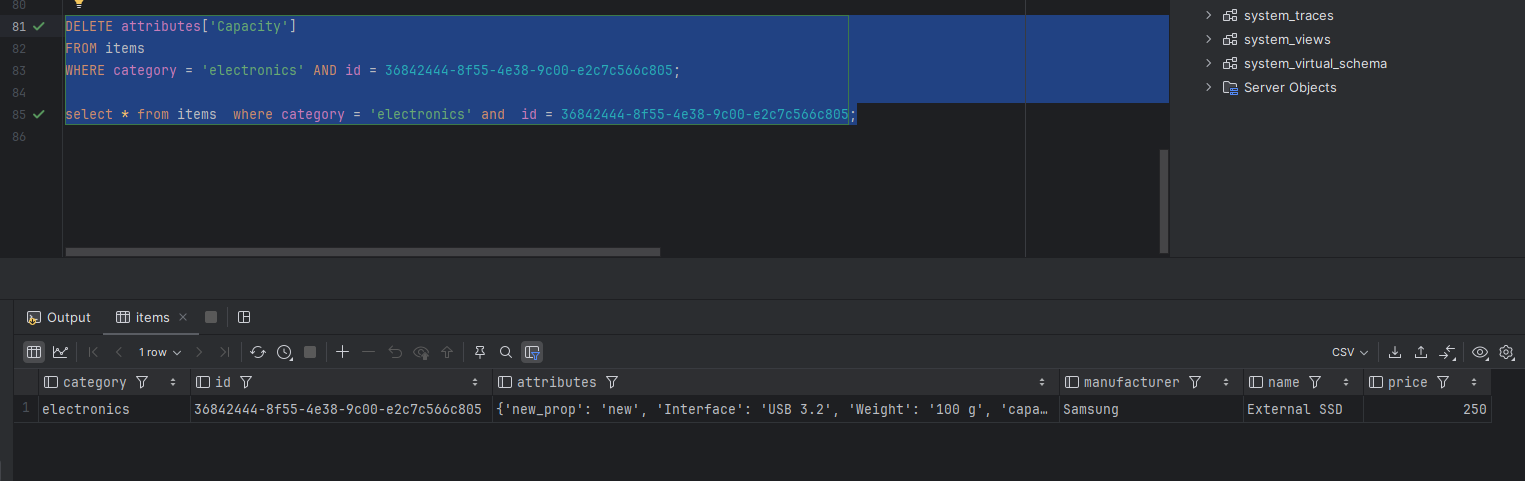 80
81 DELETE attributes['Capacity']
82 FROM items
83 WHERE category = 'electronics' AND id = 36842444-8f55-4e38-9c00-e2c7c566c805;
84
85 select * from items  where category = 'electronics' and  id = 36842444-8f55-4e38-9c00-e2c7c566c805;
86
system_traces
system_views
system_virtual_schema
Server Objects
Output items
1 row CSV
category id attributes manufacturer name price
1 electronics 36842444-8f55-4e38-9c00-e2c7c566c805 {'new_prop': 'new', 'Interface': 'USB 3.2', 'Weight': '100 g', 'capa… Samsung External SSD 250